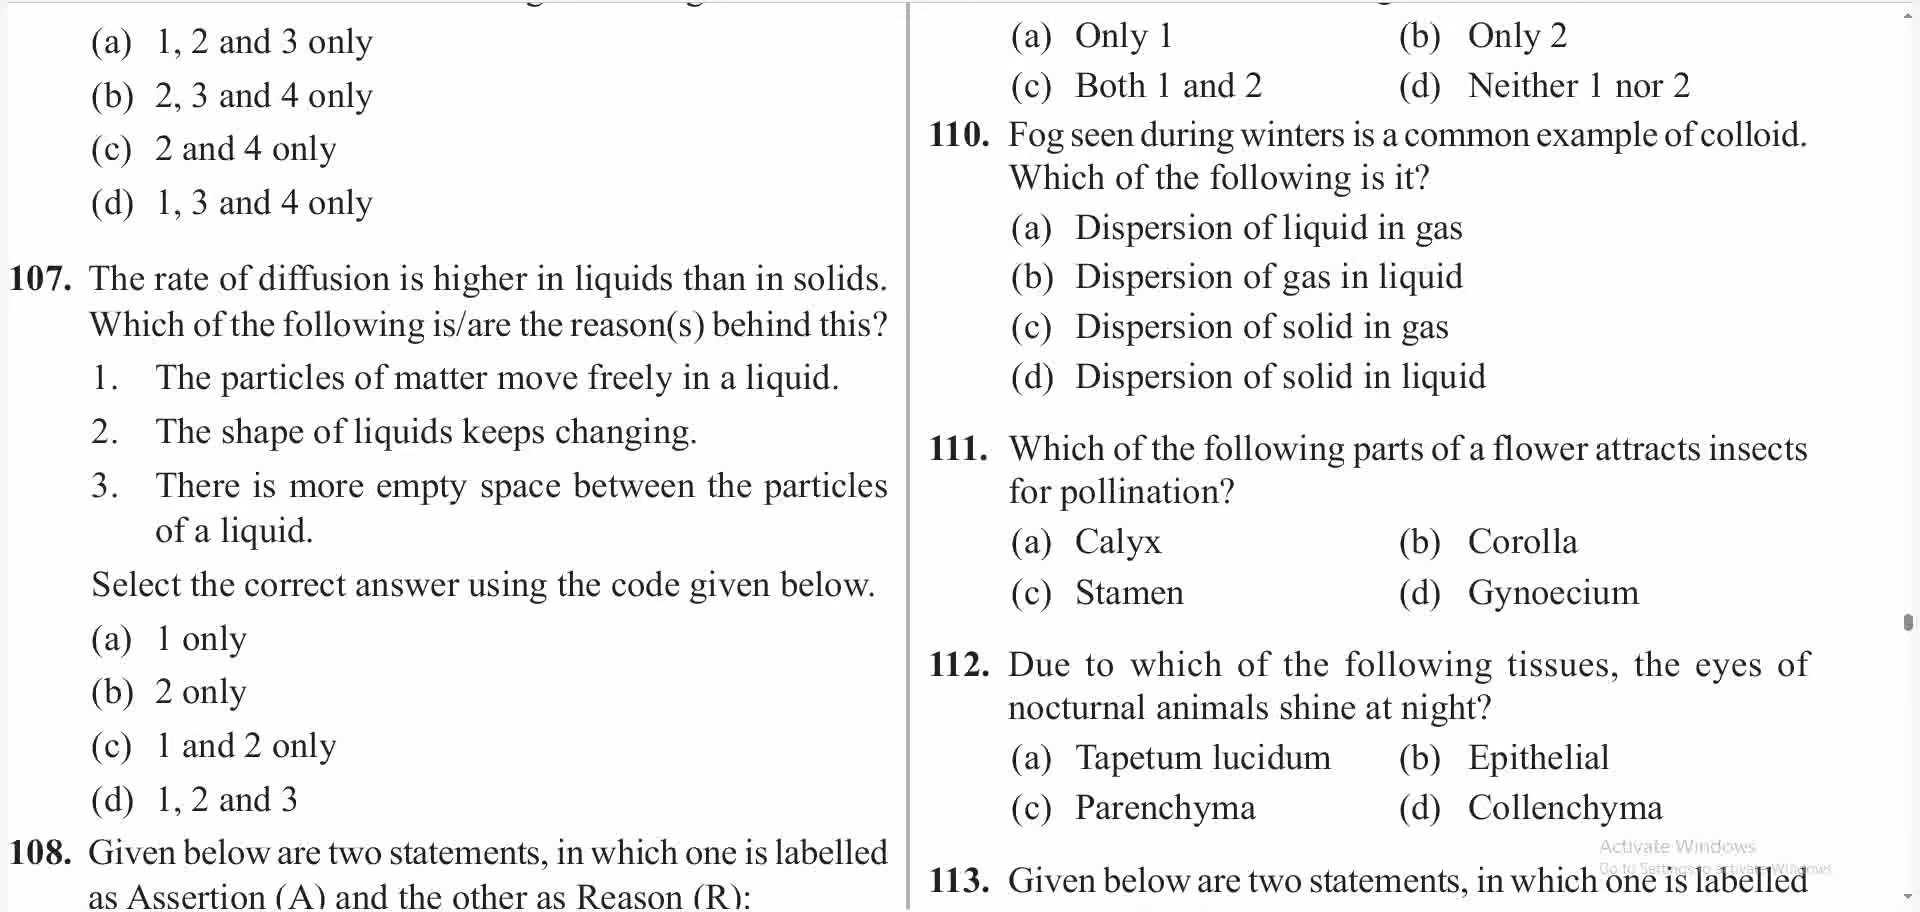 (a) 1, 2 and 3 only
(b) 2, 3 and 4 only
(c) 2 and 4 only
(d) 1, 3 and 4 only
107. The rate of diffusion is higher in liquids than in solids.
Which of the following is/are the reason(s) behind this?
1. The particles of matter move freely in a liquid.
2. The shape of liquids keeps changing.
3. There is more empty space between the particles
of a liquid.
Select the correct answer using the code given below.
(a) 1 only
(b) 2 only
(c) 1 and 2 only
(d) 1, 2 and 3
108. Given below are two statements, in which one is labelled
as Assertion (A) and the other as Reason (R):
(a) Only 1 (b) Only 2
(c) Both 1 and 2 (d) Neither 1 nor 2
110. Fog seen during winters is a common example of colloid.
Which of the following is it?
(a) Dispersion of liquid in gas
(b) Dispersion of gas in liquid
(c) Dispersion of solid in gas
(d) Dispersion of solid in liquid
111. Which of the following parts of a flower attracts insects
for pollination?
(a) Calyx (b) Corolla
(c) Stamen (d) Gynoecium
112. Due to which of the following tissues, the eyes of
nocturnal animals shine at night?
(a) Tapetum lucidum (b) Epithelial
(c) Parenchyma (d) Collenchyma
Activate Windows
Go to Settings to activate Windows.
113. Given below are two statements, in which one is labelled